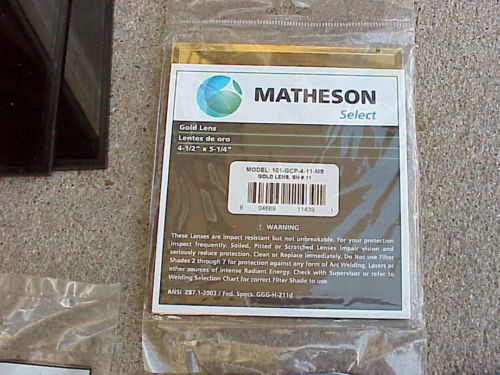 MATHESON
Select
Gold Lens
Lentes de oro
4-1/2" x 5-1/4"
MODEL: 101-GCP-4-11-MS
GOLD LENS, SH # 11
6 04669 11439 1
⚠ WARNING
These Lenses are impact resistant but not unbreakable. For your protection
inspect frequently. Soiled, Pitted or Scratched Lenses impair vision and
seriously reduce protection. Clean or Replace immediately. Do not use Filter
Shades 2 through 7 for protection against any form of Arc Welding. Lasers or
other sources of intense Radiant Energy. Check with Supervisor or refer to
Welding Selection Chart for correct Filter Shade to use.
ANSI Z87.1-2003 / Fed. Specs. GGG-H-211d